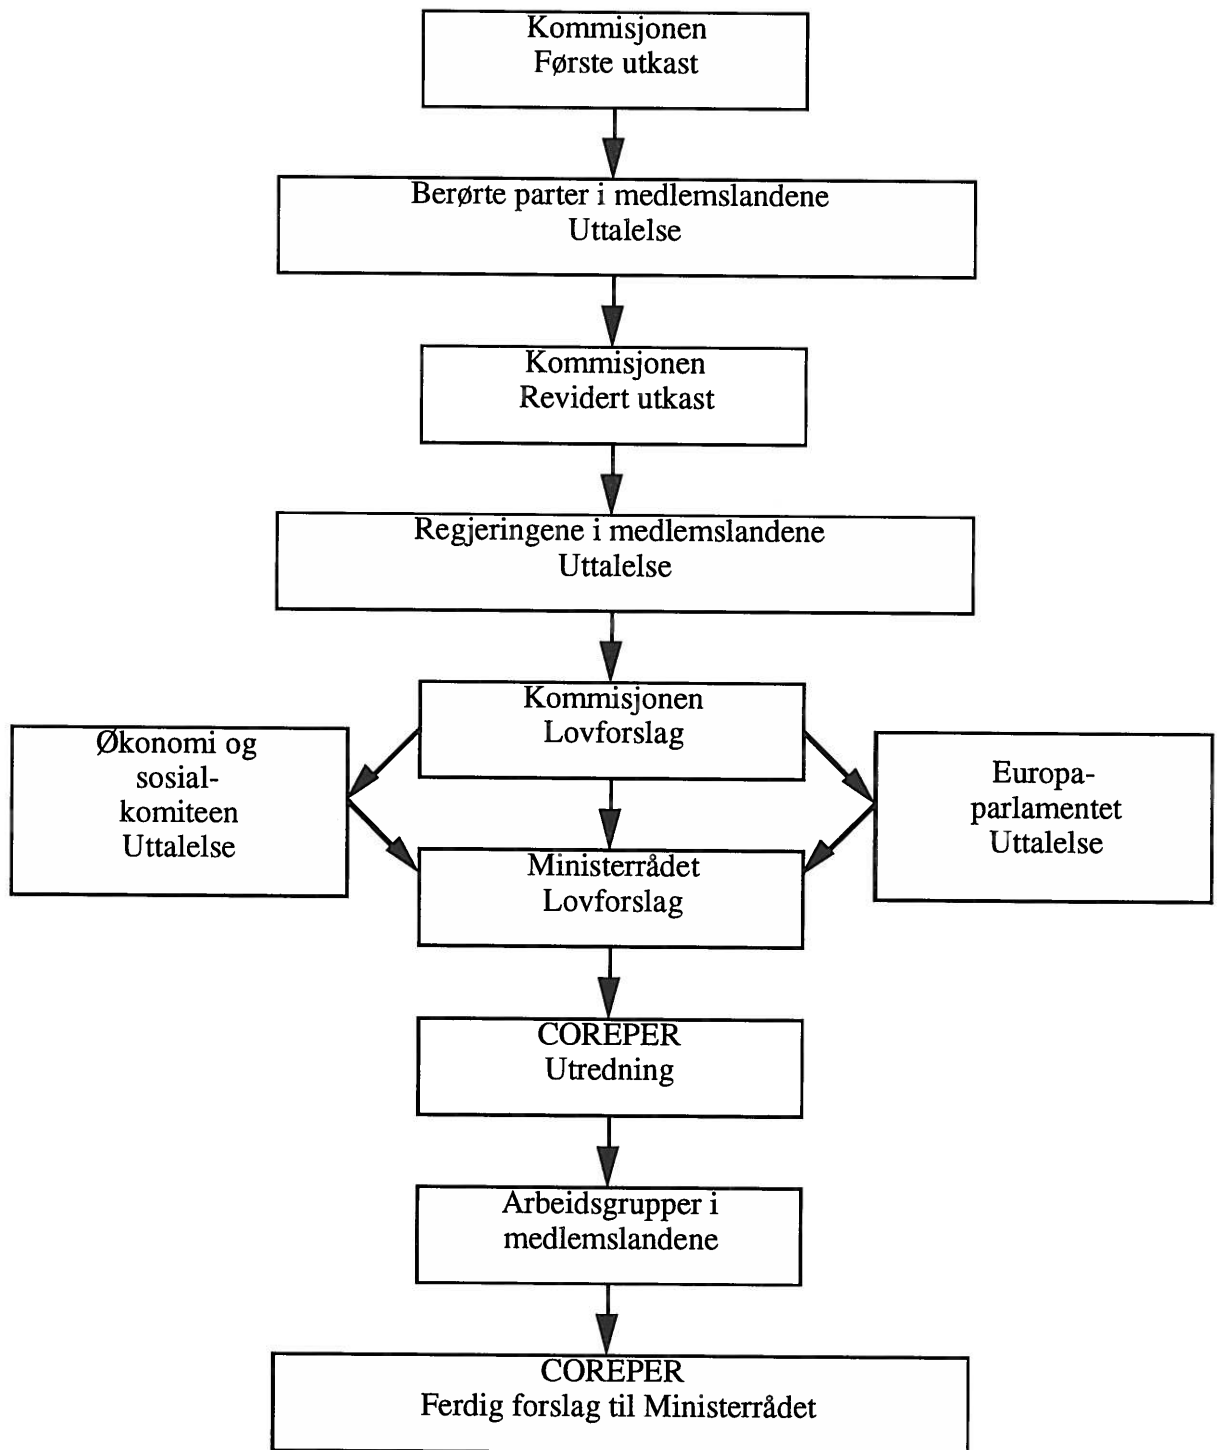 Kommisjonen
Første utkast
Berørte parter i medlemslandene
Uttalelse
Kommisjonen
Revidert utkast
Regjeringene i medlemslandene
Uttalelse
Kommisjonen
Lovforslag
Økonomi og
sosial-
komiteen
Uttalelse
Europa-
parlamentet
Uttalelse
Ministerrådet
Lovforslag
COREPER
Utredning
Arbeidsgrupper i
medlemslandene
COREPER
Ferdig forslag til Ministerrådet